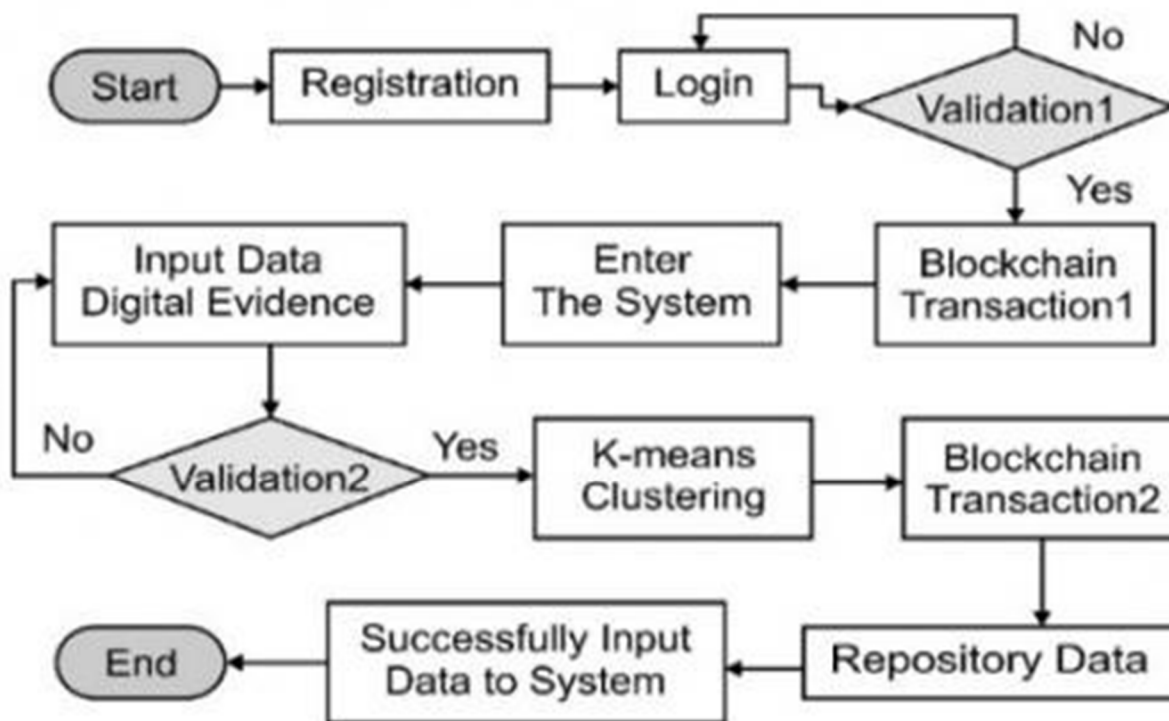 Start
Registration
Login
Validation1
No
Yes
Blockchain
Transaction1
Enter
The System
Input Data
Digital Evidence
No
Validation2
Yes
K-means
Clustering
Blockchain
Transaction2
Repository Data
Successfully Input
Data to System
End